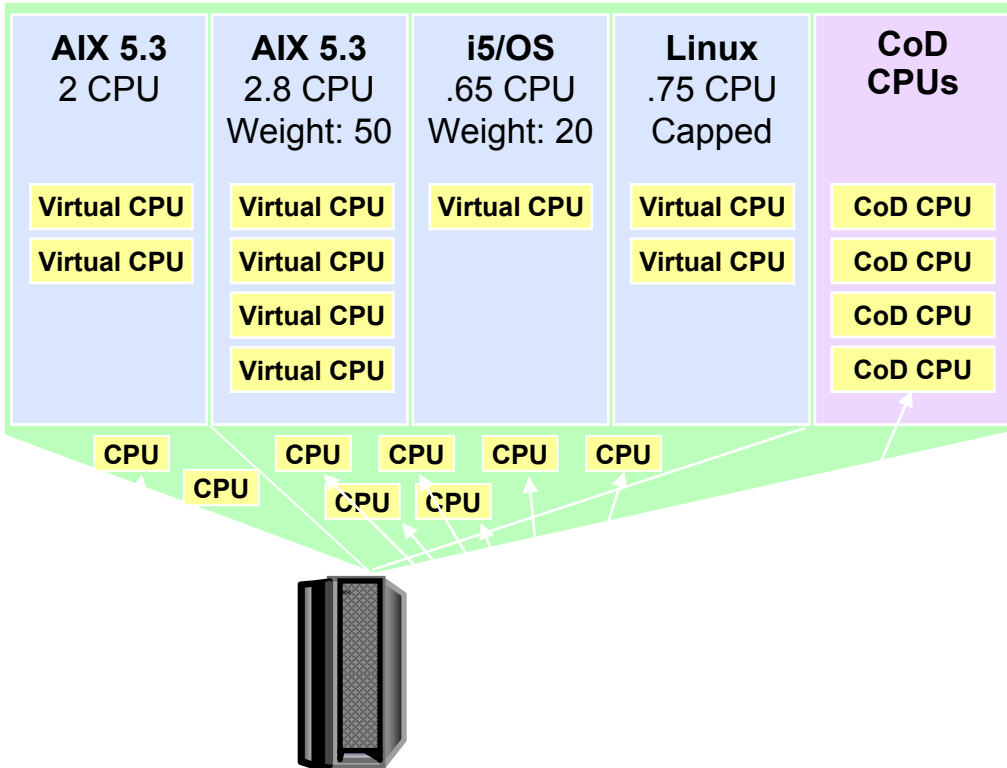 AIX 5.3
2 CPU
AIX 5.3
2.8 CPU
Weight: 50
i5/OS
.65 CPU
Weight: 20
Linux
.75 CPU
Capped
CoD
CPUs
Virtual CPU
Virtual CPU
Virtual CPU
Virtual CPU
Virtual CPU
Virtual CPU
Virtual CPU
Virtual CPU
Virtual CPU
CoD CPU
CoD CPU
CoD CPU
CoD CPU
CPU
CPU
CPU
CPU
CPU
CPU
CPU
CPU